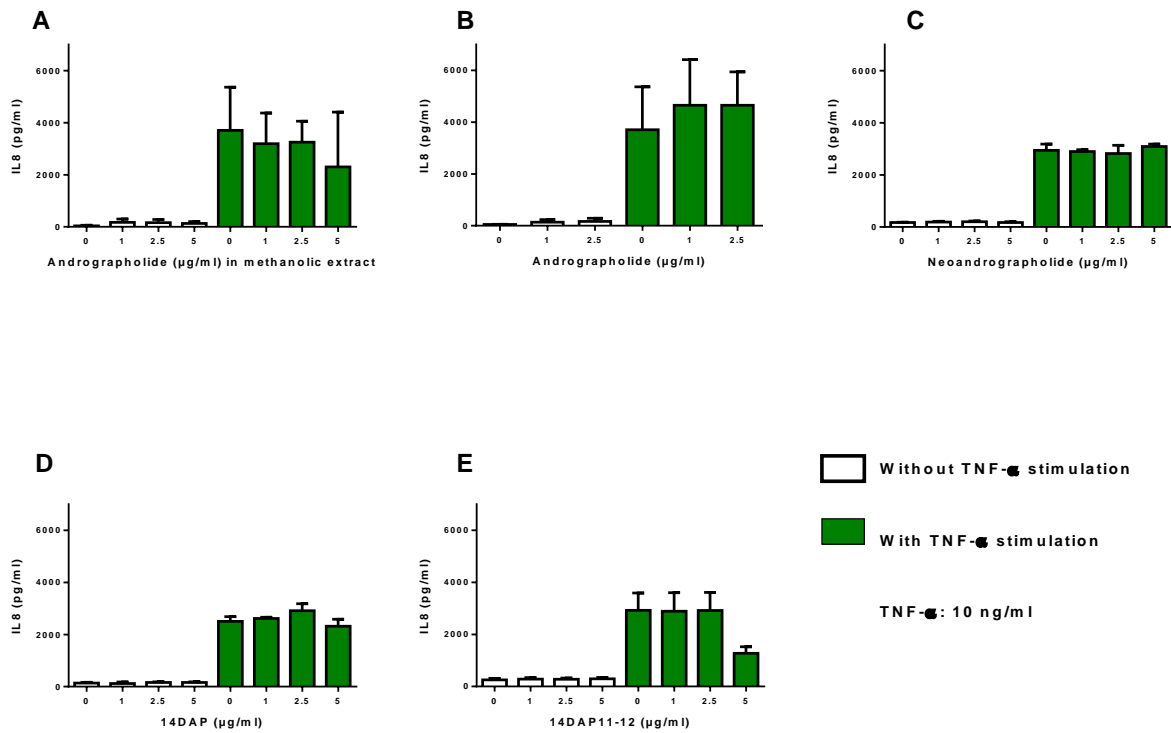 A
IL8 (pg/ml)
6000
4000
2000
0
0 1 2.5 5 0 1 2.5 5
Andrographolide (µg/ml) in methanolic extract
B
IL8 (pg/ml)
6000
4000
2000
0
0 1 2.5 0 1 2.5
Andrographolide (µg/ml)
C
IL8 (pg/ml)
6000
4000
2000
0
0 1 2.5 5 0 1 2.5 5
Neoandrographolide (µg/ml)
D
IL8 (pg/ml)
6000
4000
2000
0
0 1 2.5 5 0 1 2.5 5
14DAP (µg/ml)
E
IL8 (pg/ml)
6000
4000
2000
0
0 1 2.5 5 0 1 2.5 5
14DAP11-12 (µg/ml)
Without TNF-α stimulation
With TNF-α stimulation
TNF-α: 10 ng/ml